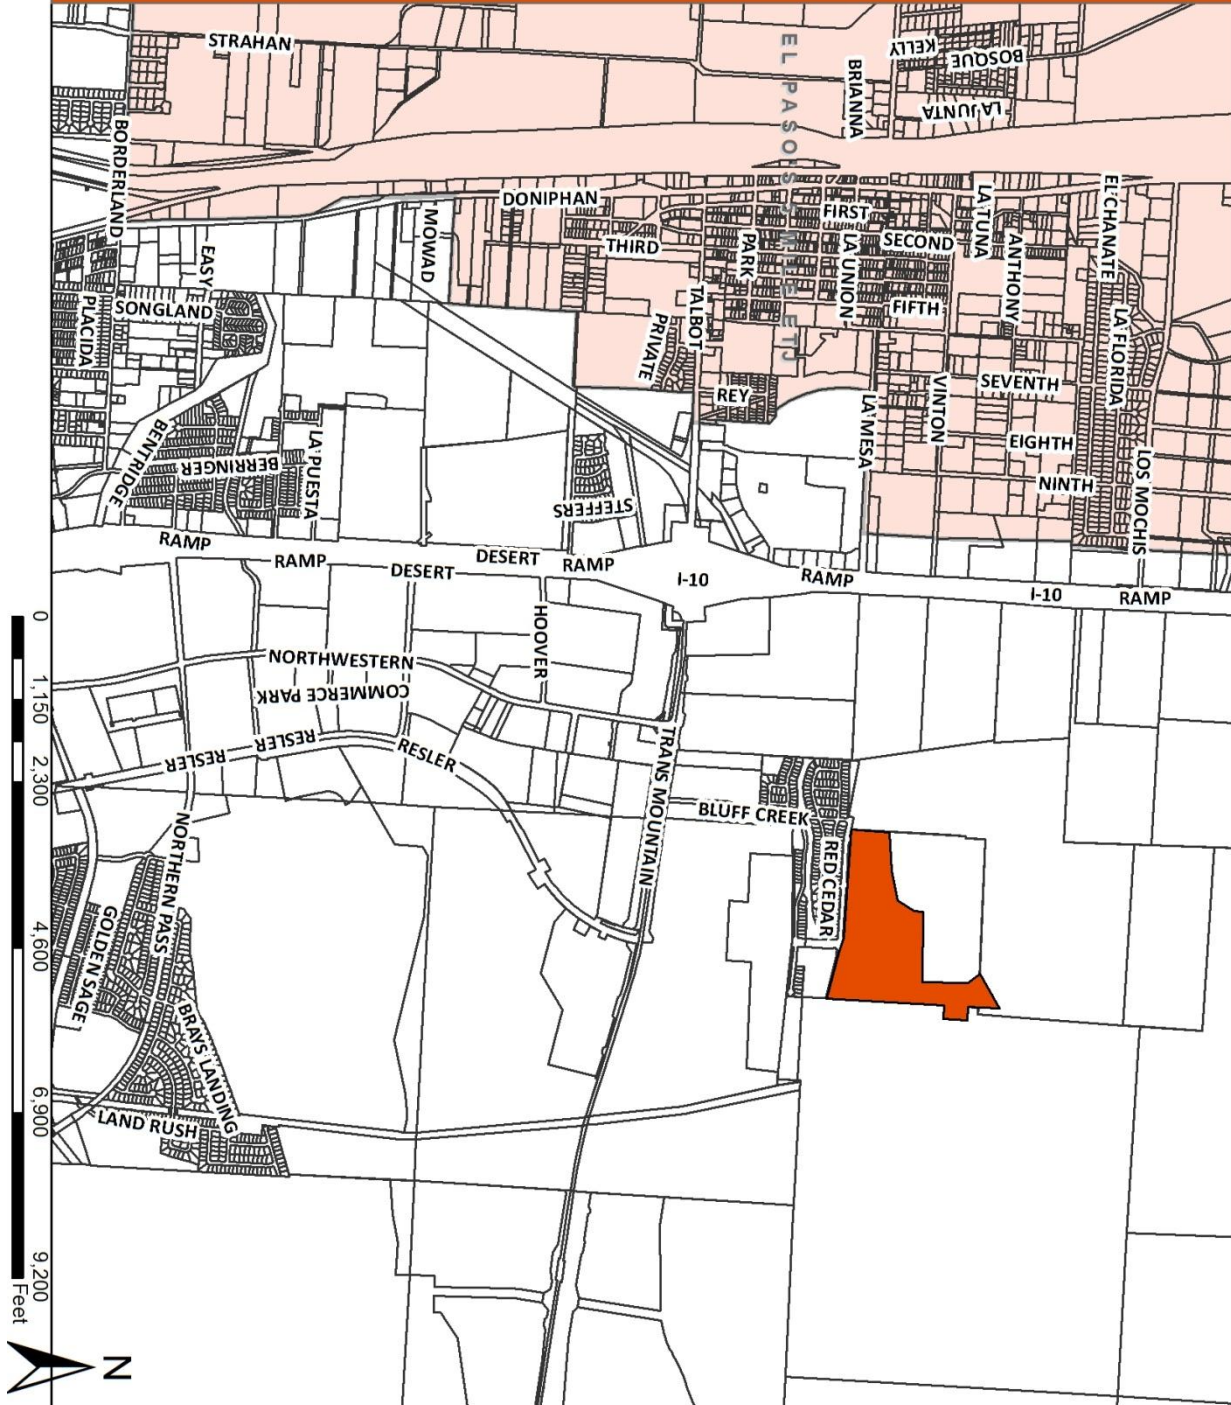 STRAHAN
KELLY
BOSQUE
BRIANNA
LA JUNTA
EL PASO'S 5 MILE ETJ
BORDERLAND
DONIPHAN
MOWAD
EASY
SONGLAND
PLACIDA
THIRD
PARK
FIRST
LA UNION
SECOND
LA TUNA
ANTHONY
EL CHANATE
TALBOT
PRIVATE
FIFTH
LA FLORIDA
REY
SEVENTH
VINTON
LA MESA
EIGHTH
NINTH
LOS MOCHIS
BENTRIDGE
BERRINGER
LA PUESTA
STEFFERS
RAMP
RAMP
DESERT
DESERT
RAMP
I-10
RAMP
I-10
RAMP
HOOVER
NORTHWESTERN
COMMERCE PARK
RESLER
RESLER
RESLER
TRANS MOUNTAIN
BLUFF CREEK
RED CEDAR
NORTHERN PASS
GOLDEN SAGE
BRAYS LANDING
LAND RUSH
0
1,150
2,300
4,600
6,900
9,200
Feet
N